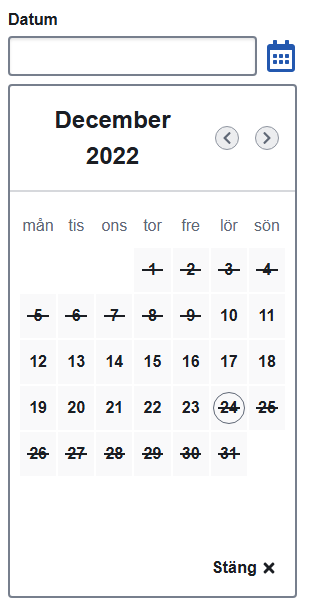 Datum
December
2022
mån tis ons tor fre lör sön
1 2 3 4
5 6 7 8 9 10 11
12 13 14 15 16 17 18
19 20 21 22 23 24 25
26 27 28 29 30 31
Stäng